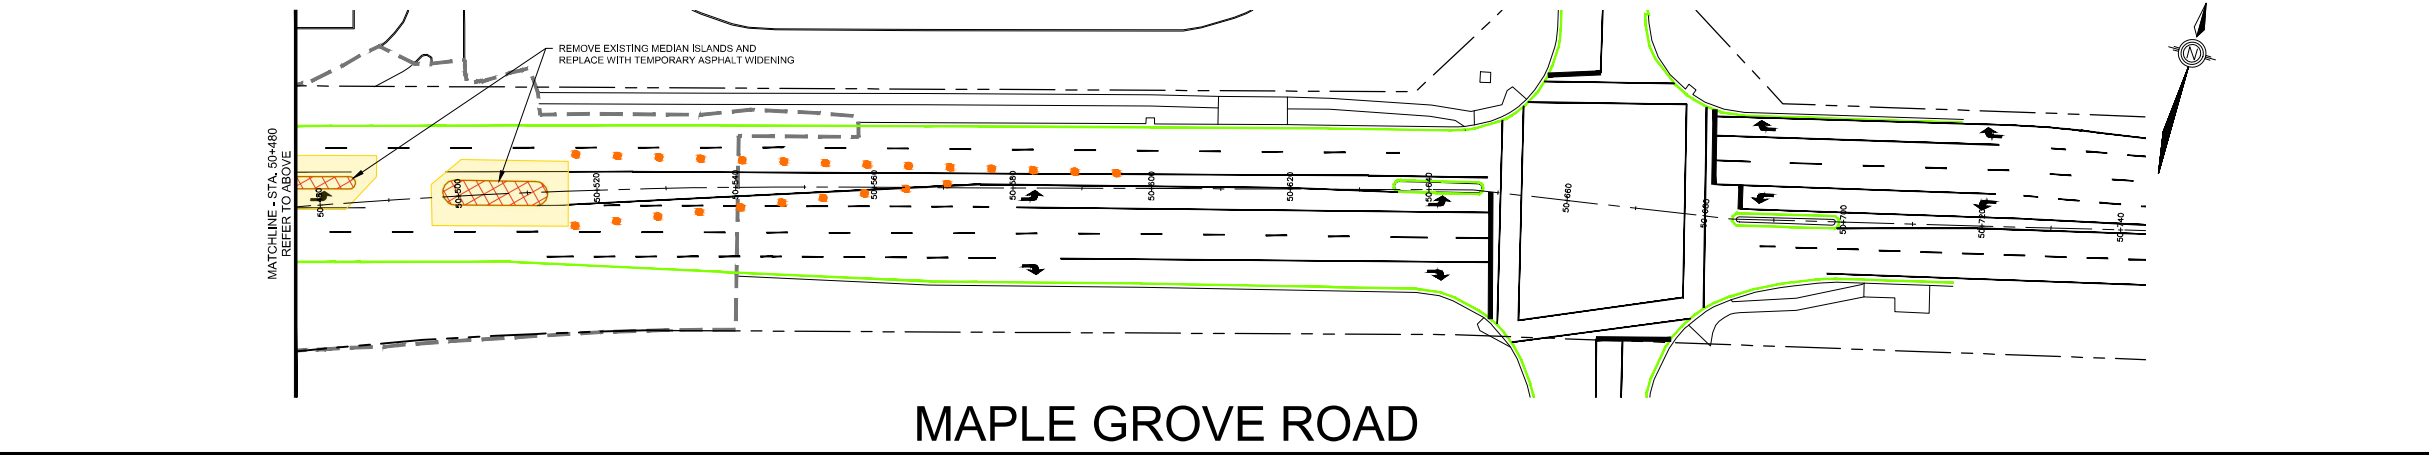 REMOVE EXISTING MEDIAN ISLANDS AND
REPLACE WITH TEMPORARY ASPHALT WIDENING
MATCHLINE - STA. 50+480
REFER TO ABOVE
50+480
50+500
50+520
50+540
50+560
50+580
50+600
50+620
50+640
50+660
50+680
50+700
50+720
50+740
N
MAPLE GROVE ROAD